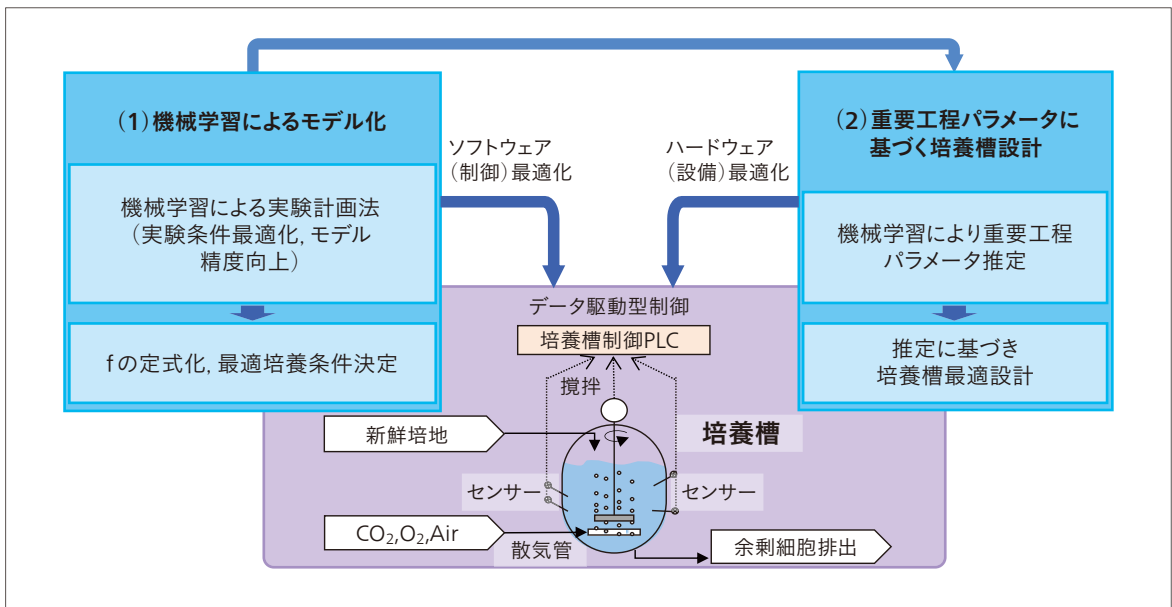 (1)機械学習によるモデル化
機械学習による実験計画法
(実験条件最適化, モデル
精度向上)
fの定式化, 最適培養条件決定
ソフトウェア
(制御)最適化
ハードウェア
(設備)最適化
(2)重要工程パラメータに
基づく培養槽設計
機械学習により重要工程
パラメータ推定
推定に基づき
培養槽最適設計
データ駆動型制御
培養槽制御PLC
撹拌
新鮮培地
培養槽
センサー
センサー
CO₂,O₂,Air
散気管
余剰細胞排出